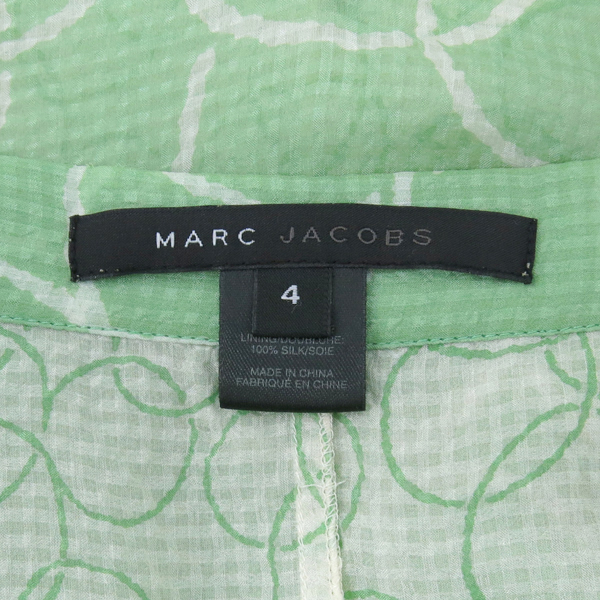 MARC JACOBS
4
LINING/DOUBLURE:
100% SILK/SOIE
MADE IN CHINA
FABRIQUÉ EN CHINE